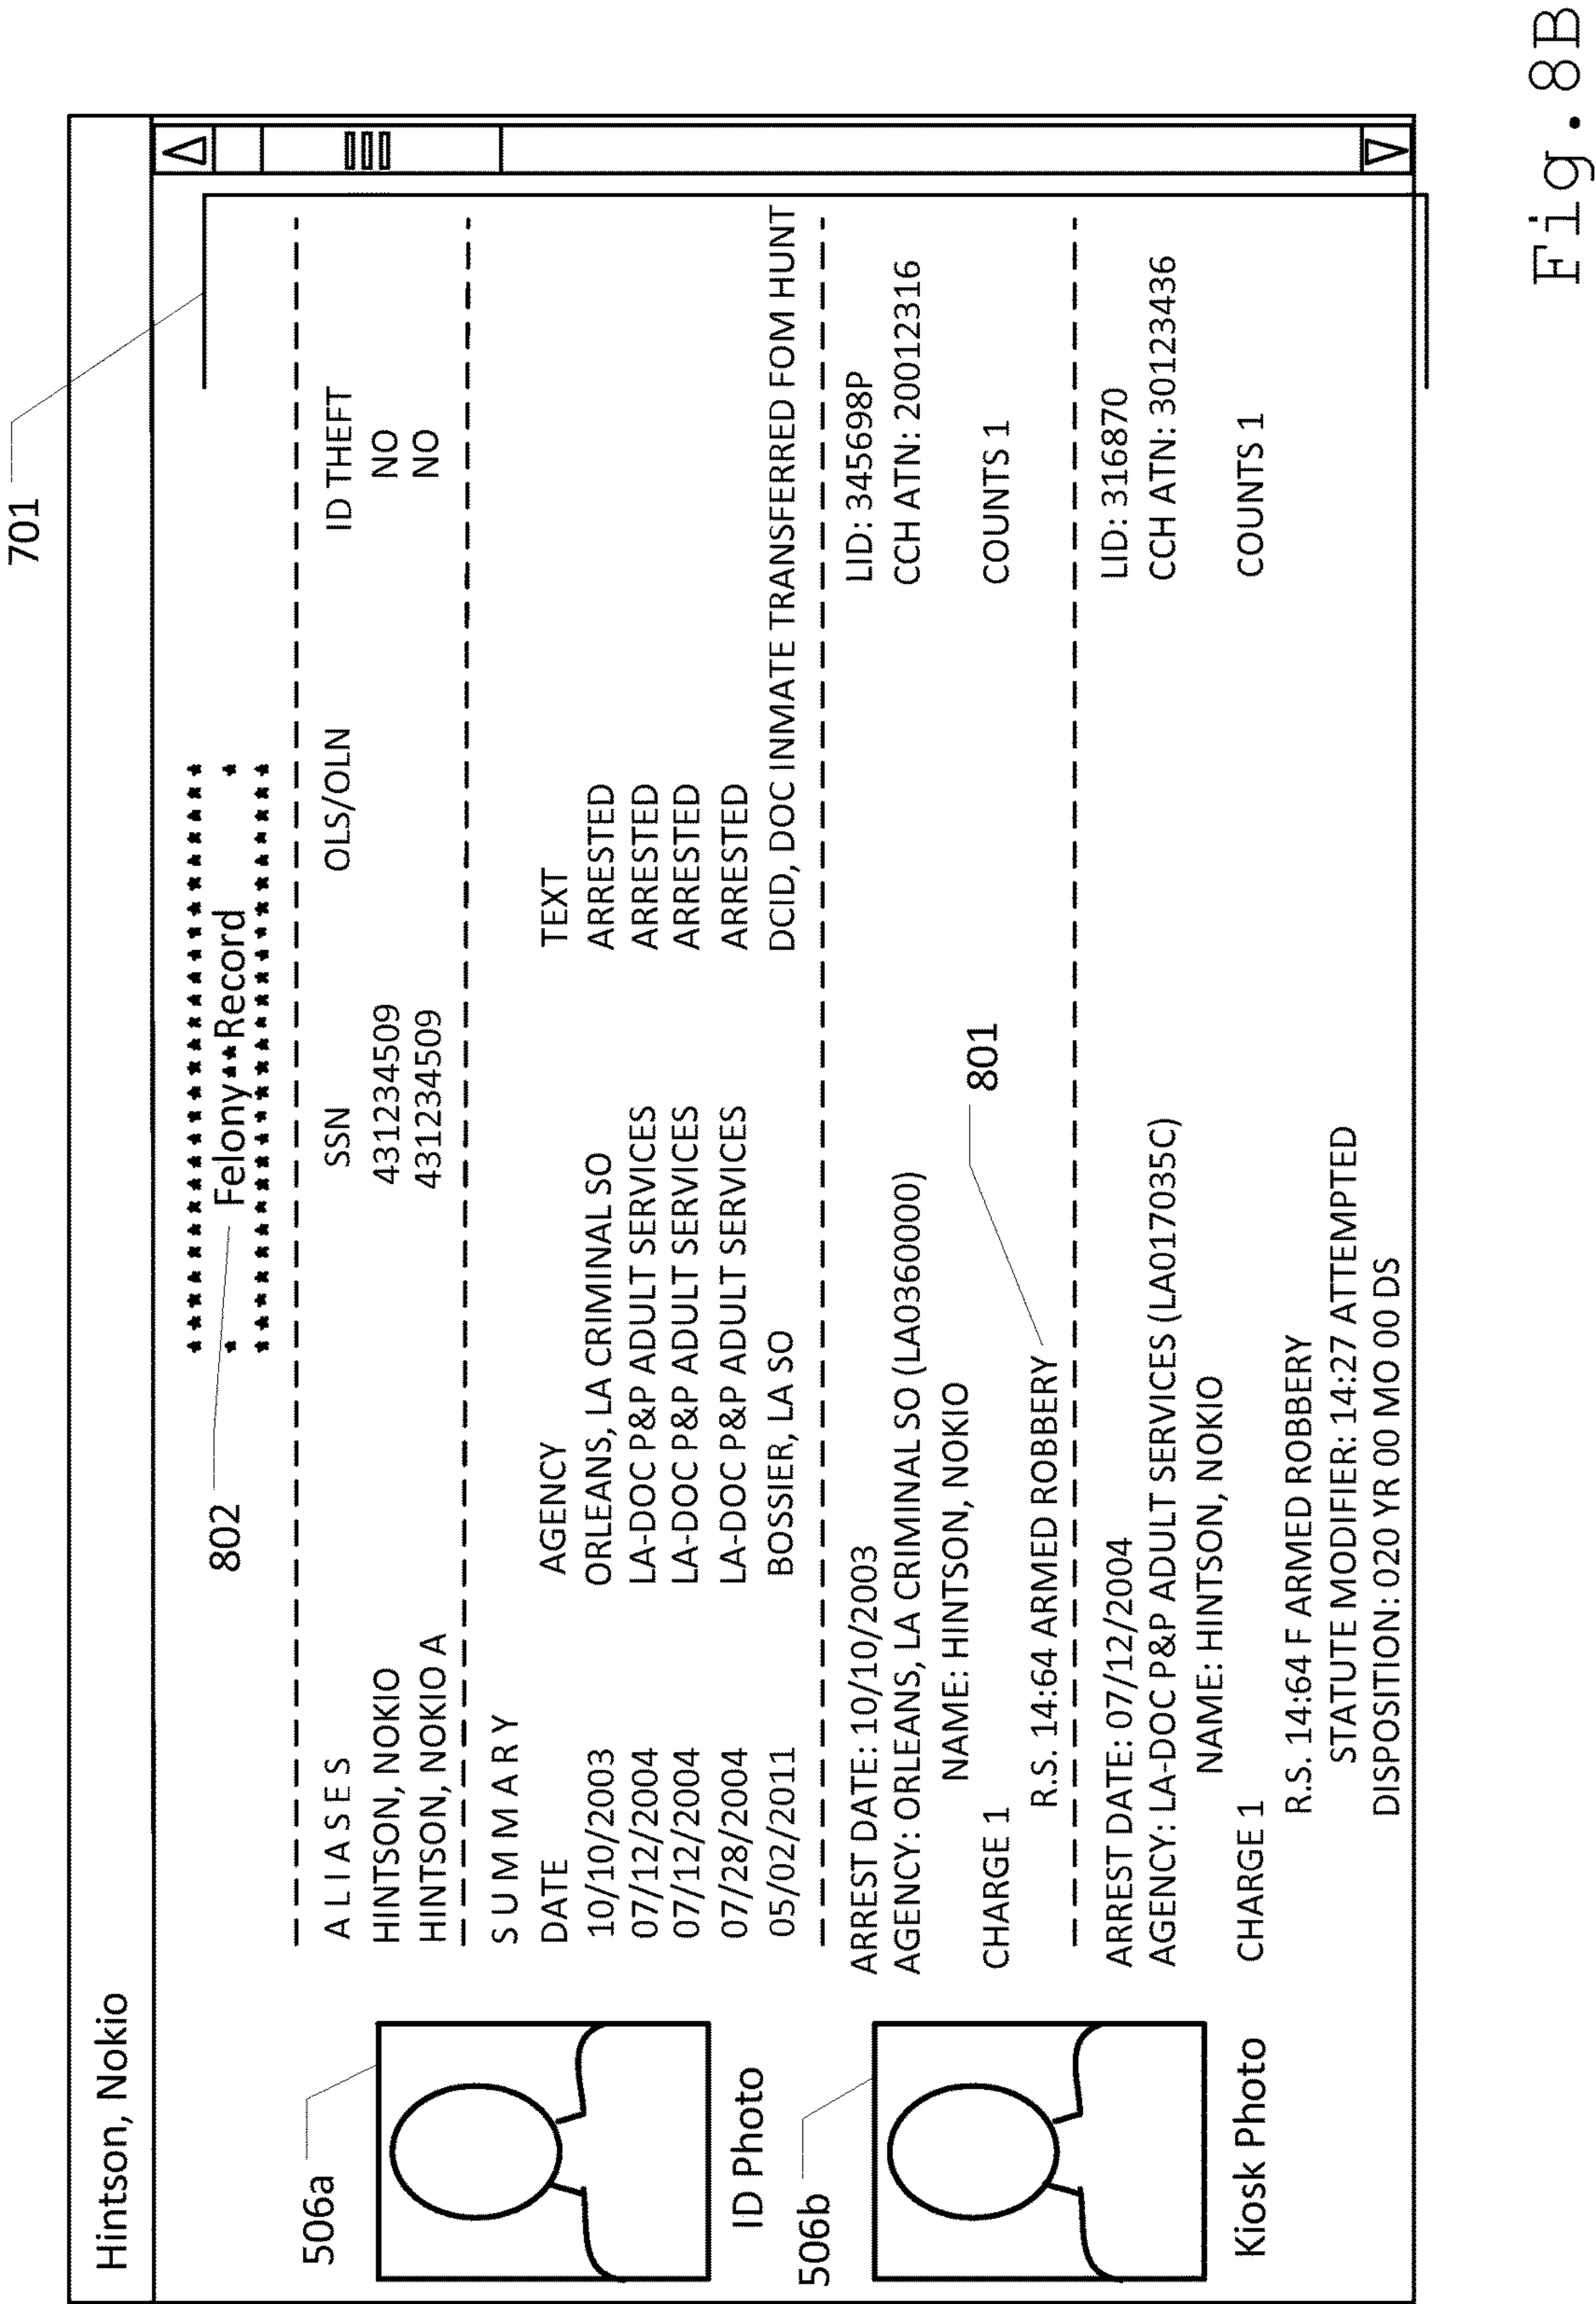 701
Hintson, Nokio
802
* * * * * * * * * * * * * * * * * * * * * * * * *
* Felony**Record *
* * * * * * * * * * * * * * * * * * * * * * * * *
506a
A L I A S E S SSN OLS/OLN ID THEFT
HINTSON, NOKIO 431234509 NO
HINTSON, NOKIO A 431234509 NO
S U M M A R Y
DATE AGENCY TEXT
10/10/2003 ORLEANS, LA CRIMINAL SO ARRESTED
07/12/2004 LA-DOC P&P ADULT SERVICES ARRESTED
07/12/2004 LA-DOC P&P ADULT SERVICES ARRESTED
07/28/2004 LA-DOC P&P ADULT SERVICES ARRESTED
05/02/2011 BOSSIER, LA SO DCID, DOC INMATE TRANSFERRED FOM HUNT
ID Photo
506b
ARREST DATE: 10/10/2003 LID: 345698P
AGENCY: ORLEANS, LA CRIMINAL SO (LA0360000) CCH ATN: 20012316
NAME: HINTSON, NOKIO
801
CHARGE 1 COUNTS 1
R.S. 14:64 ARMED ROBBERY
ARREST DATE: 07/12/2004 LID: 316870
AGENCY: LA-DOC P&P ADULT SERVICES (LA017035C) CCH ATN: 30123436
NAME: HINTSON, NOKIO
Kiosk Photo
CHARGE 1 COUNTS 1
R.S. 14:64 F ARMED ROBBERY
STATUTE MODIFIER: 14:27 ATTEMPTED
DISPOSITION: 020 YR 00 MO 00 DS
Fig.8B